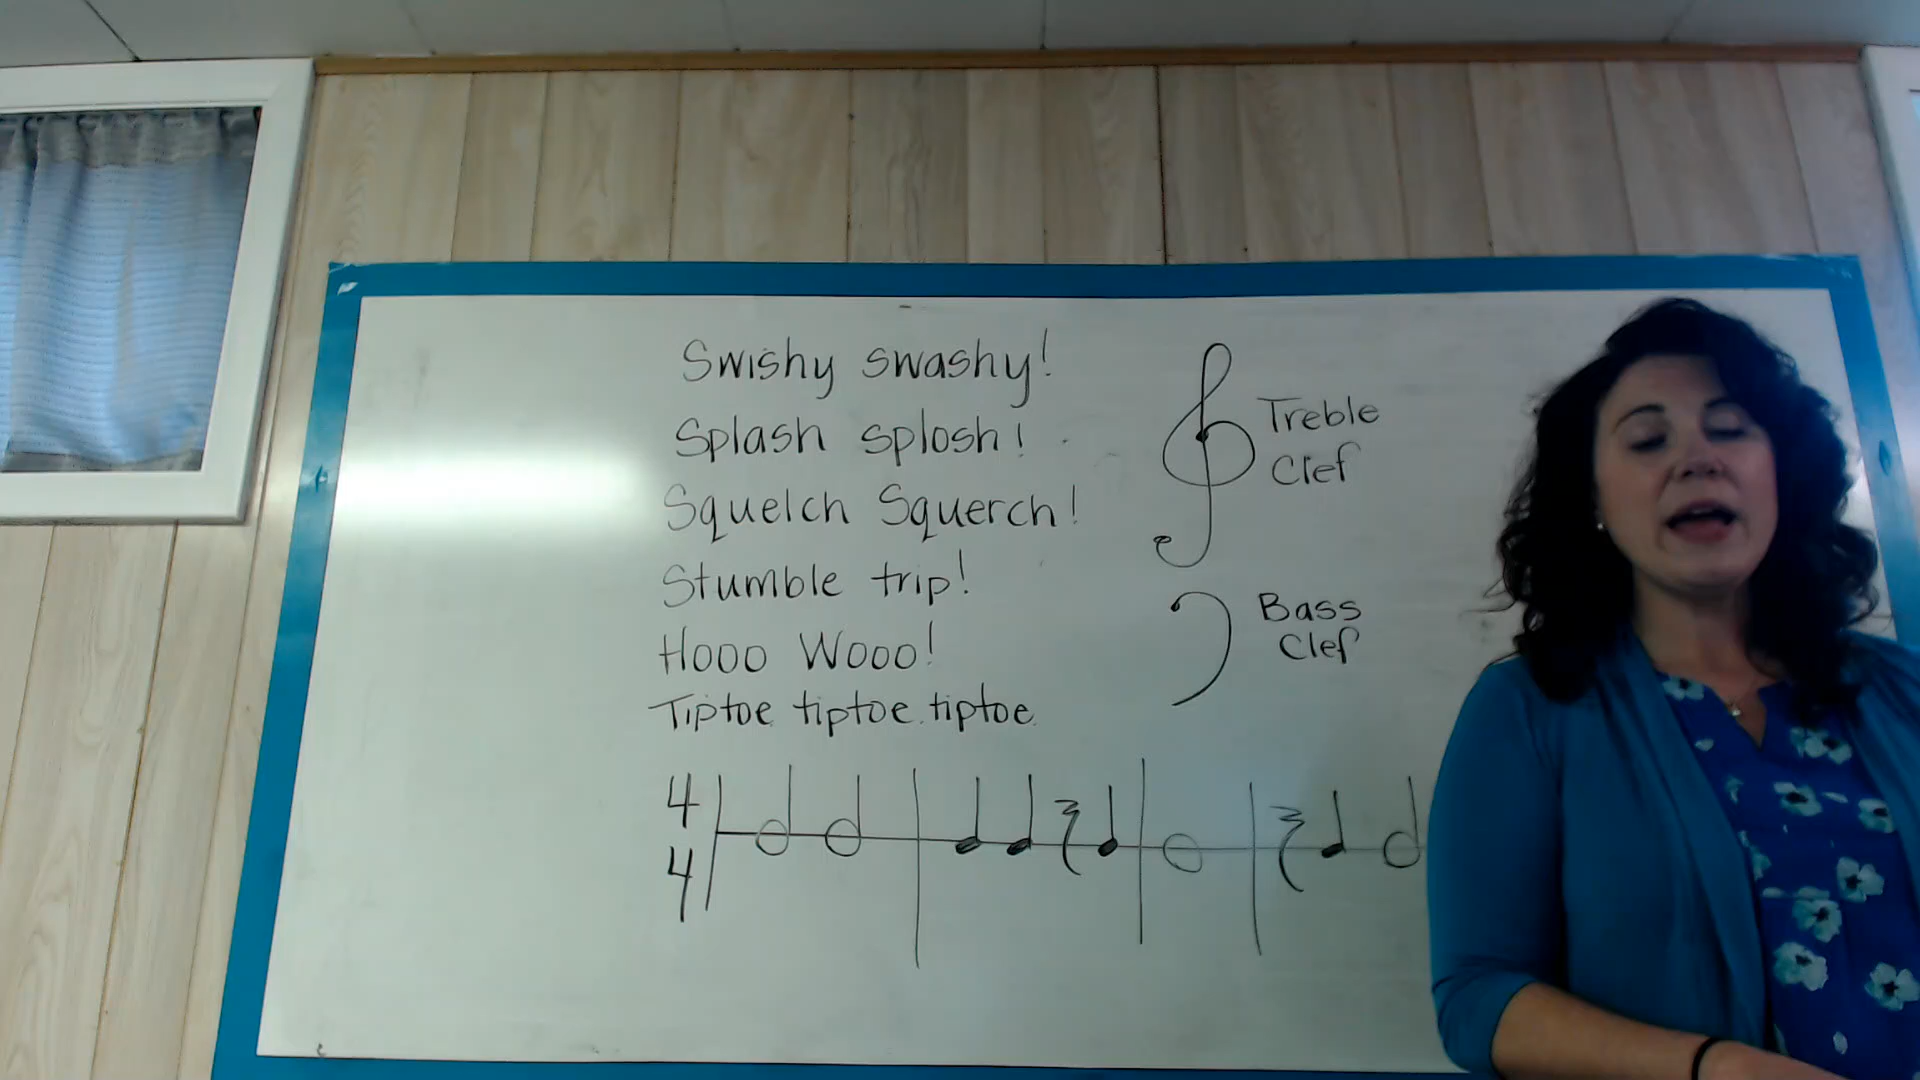 Swishy swashy!
Splash splosh!
Squelch Squerch!
Stumble trip!
Hooo Wooo!
Tiptoe tiptoe tiptoe
Treble
Clef
Bass
Clef
4
4